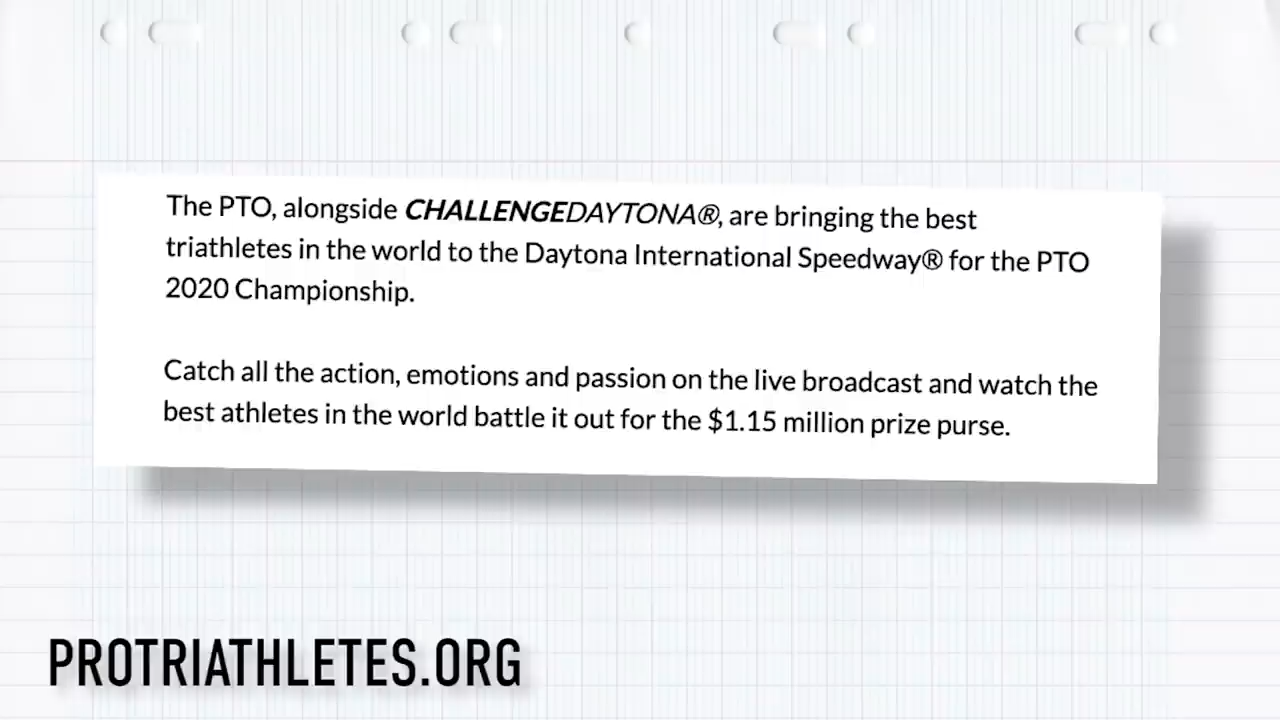 The PTO, alongside CHALLENGEDAYTONA®, are bringing the best
triathletes in the world to the Daytona International Speedway® for the PTO
2020 Championship.
Catch all the action, emotions and passion on the live broadcast and watch the
best athletes in the world battle it out for the $1.15 million prize purse.
PROTRIATHLETES.ORG